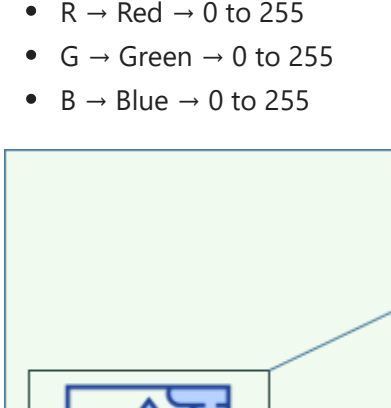 • R → Red → 0 to 255
• G → Green → 0 to 255
• B → Blue → 0 to 255